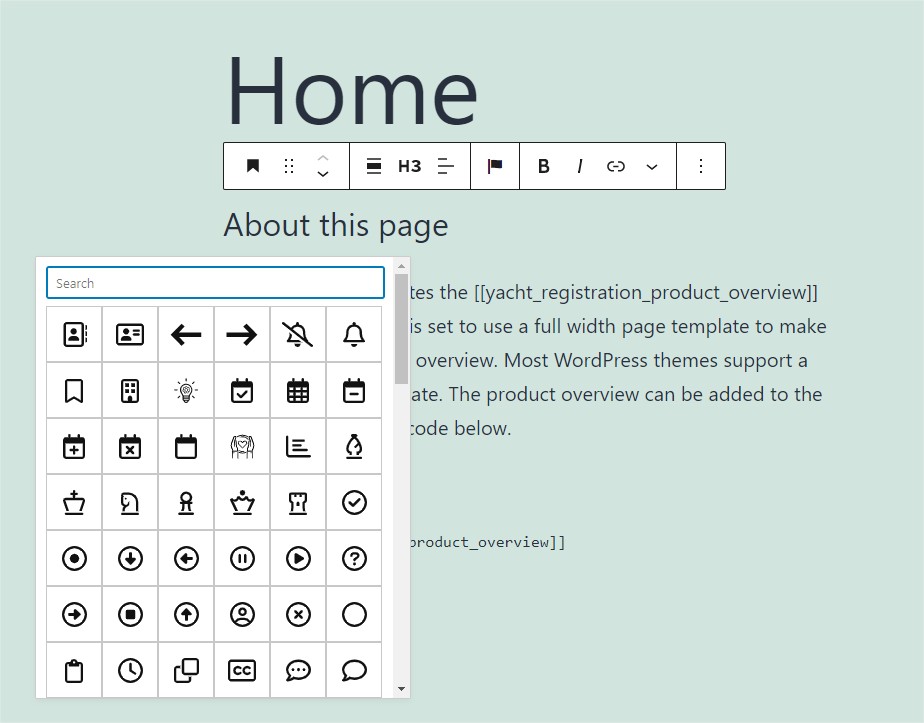 Home
H3 B I
About this page
Search
tes the [[yacht_registration_product_overview]]
is set to use a full width page template to make
overview. Most WordPress themes support a
ate. The product overview can be added to the
code below.
product_overview]]
CC